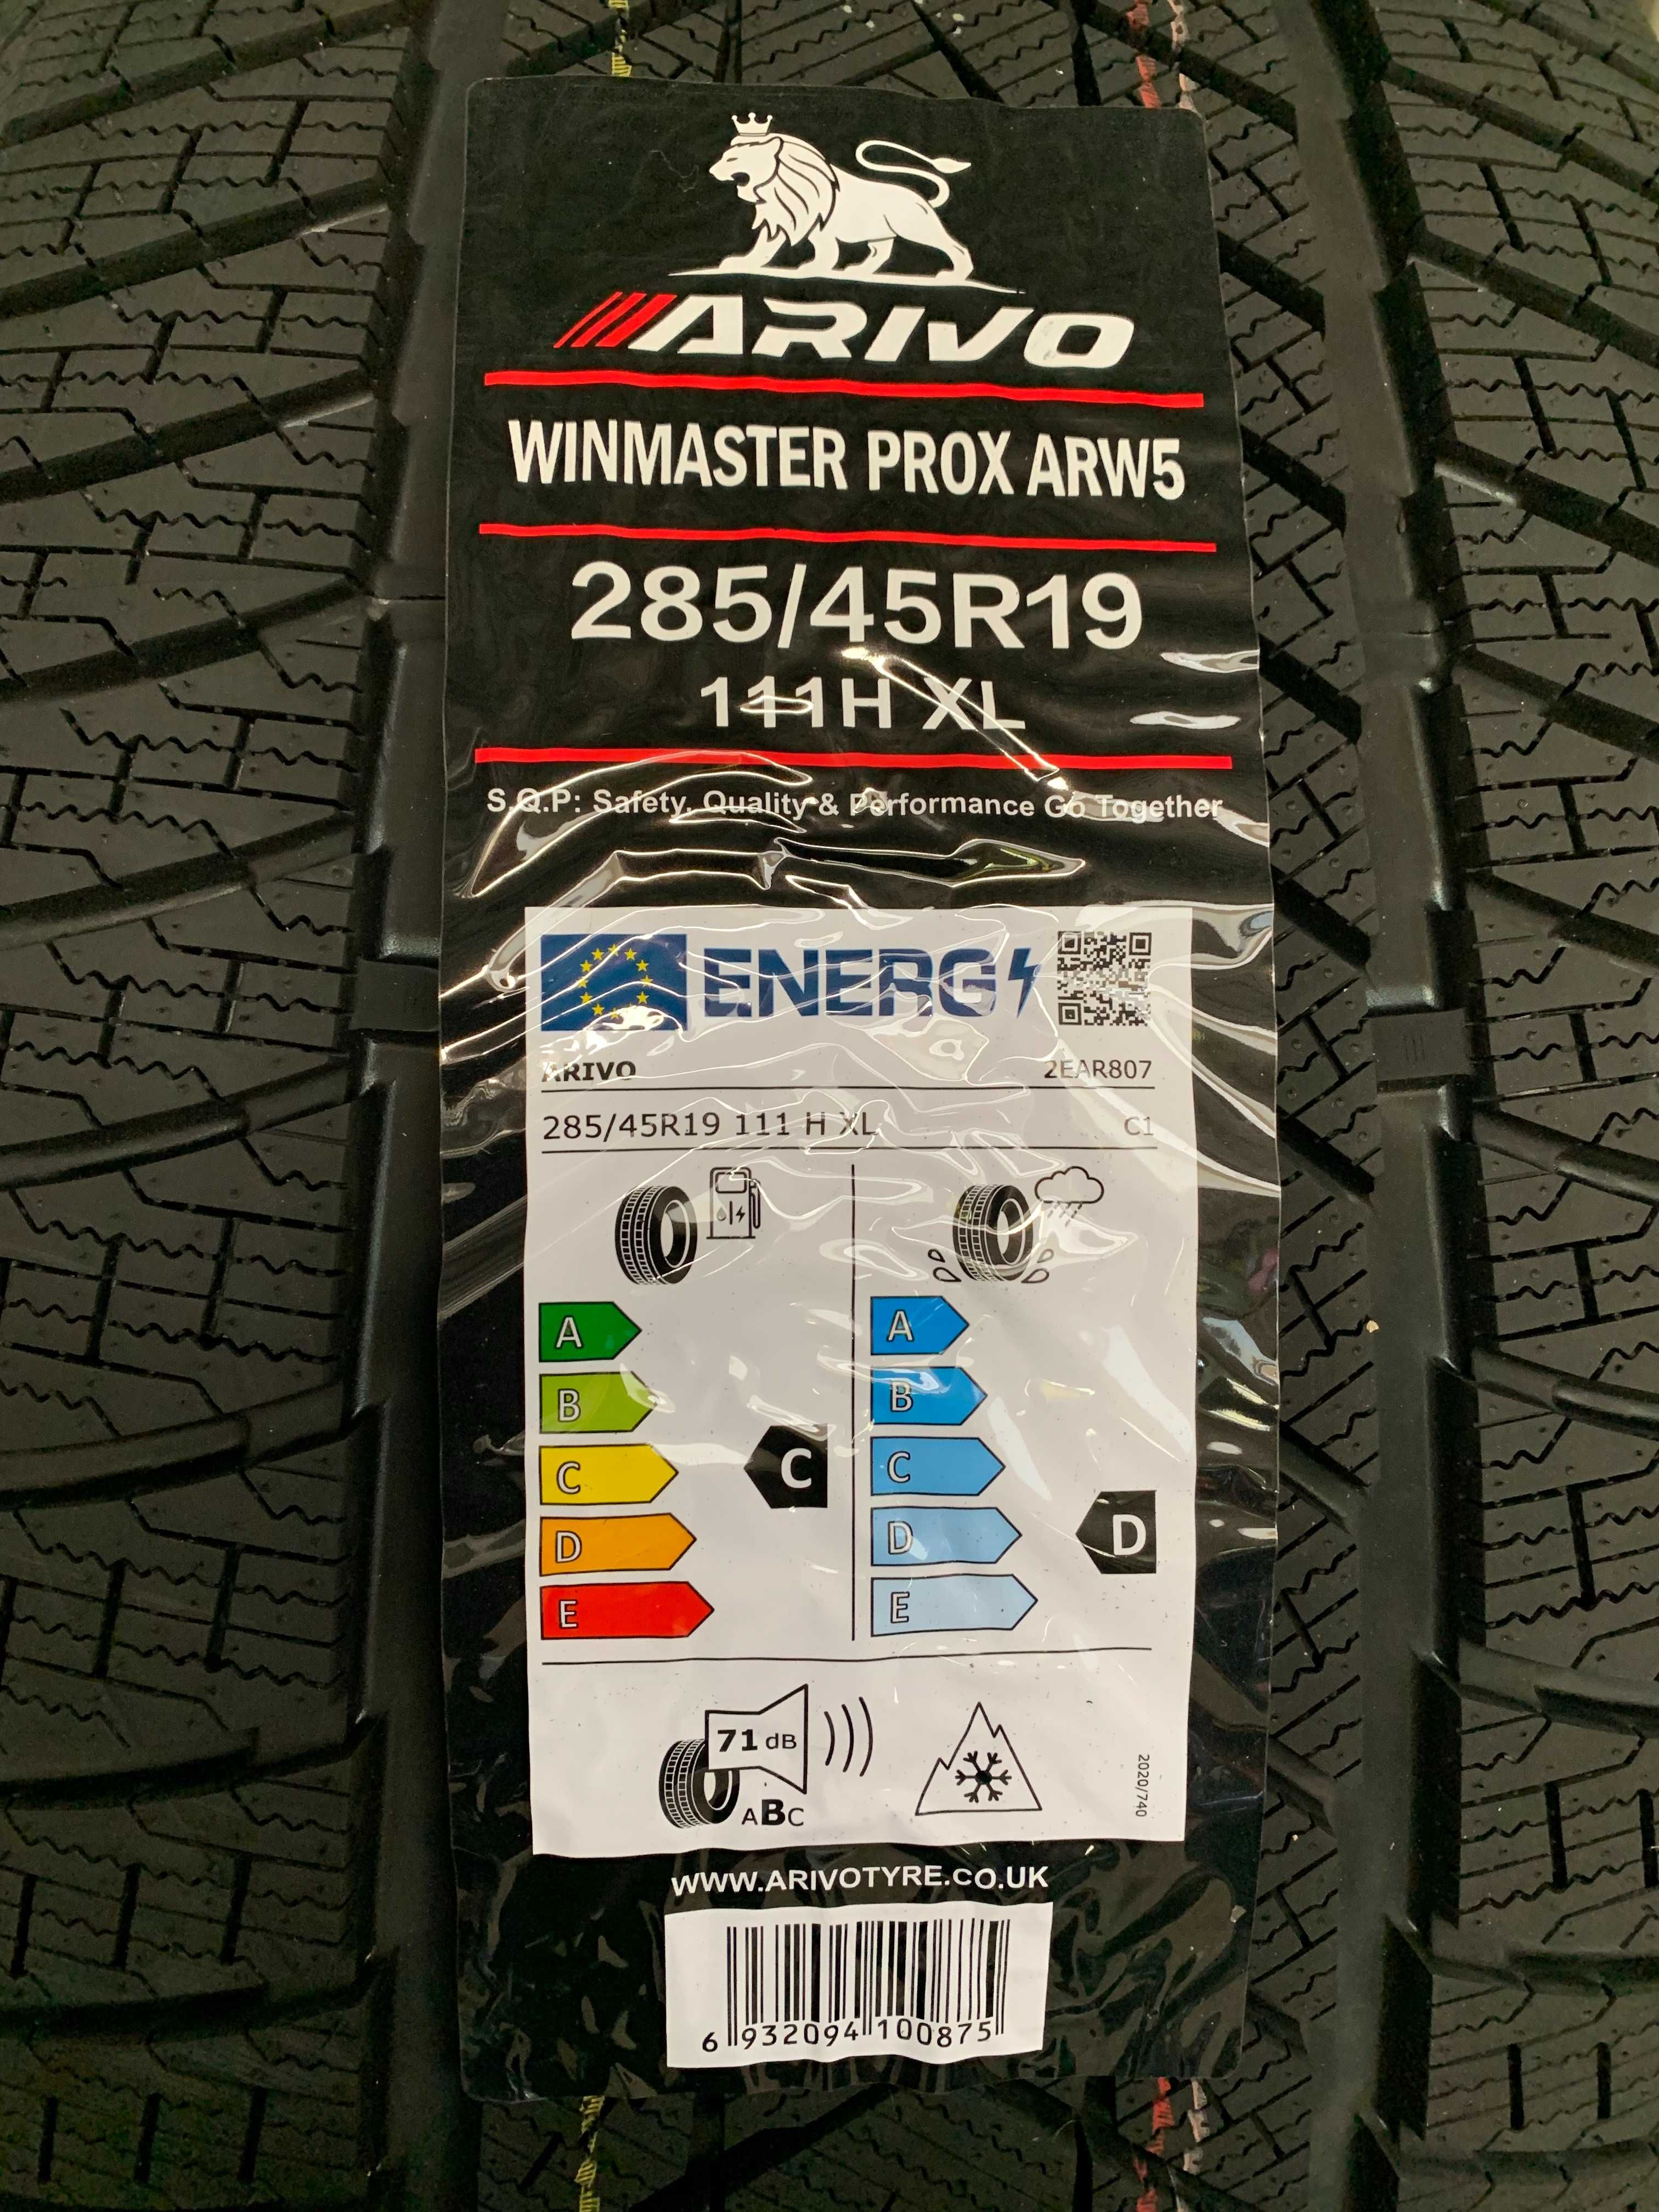 ARIVO
WINMASTER PROX ARW5
285/45R19
111H XL
S.Q.P: Safety, Quality & Performance Go Together
ENERG
ARIVO 2EAR807
285/45R19 111 H XL C1
A A
B B
C C C
D D D
E E
71 dB
ABC
2020/740
WWW.ARIVOTYRE.CO.UK
6 932094 100875